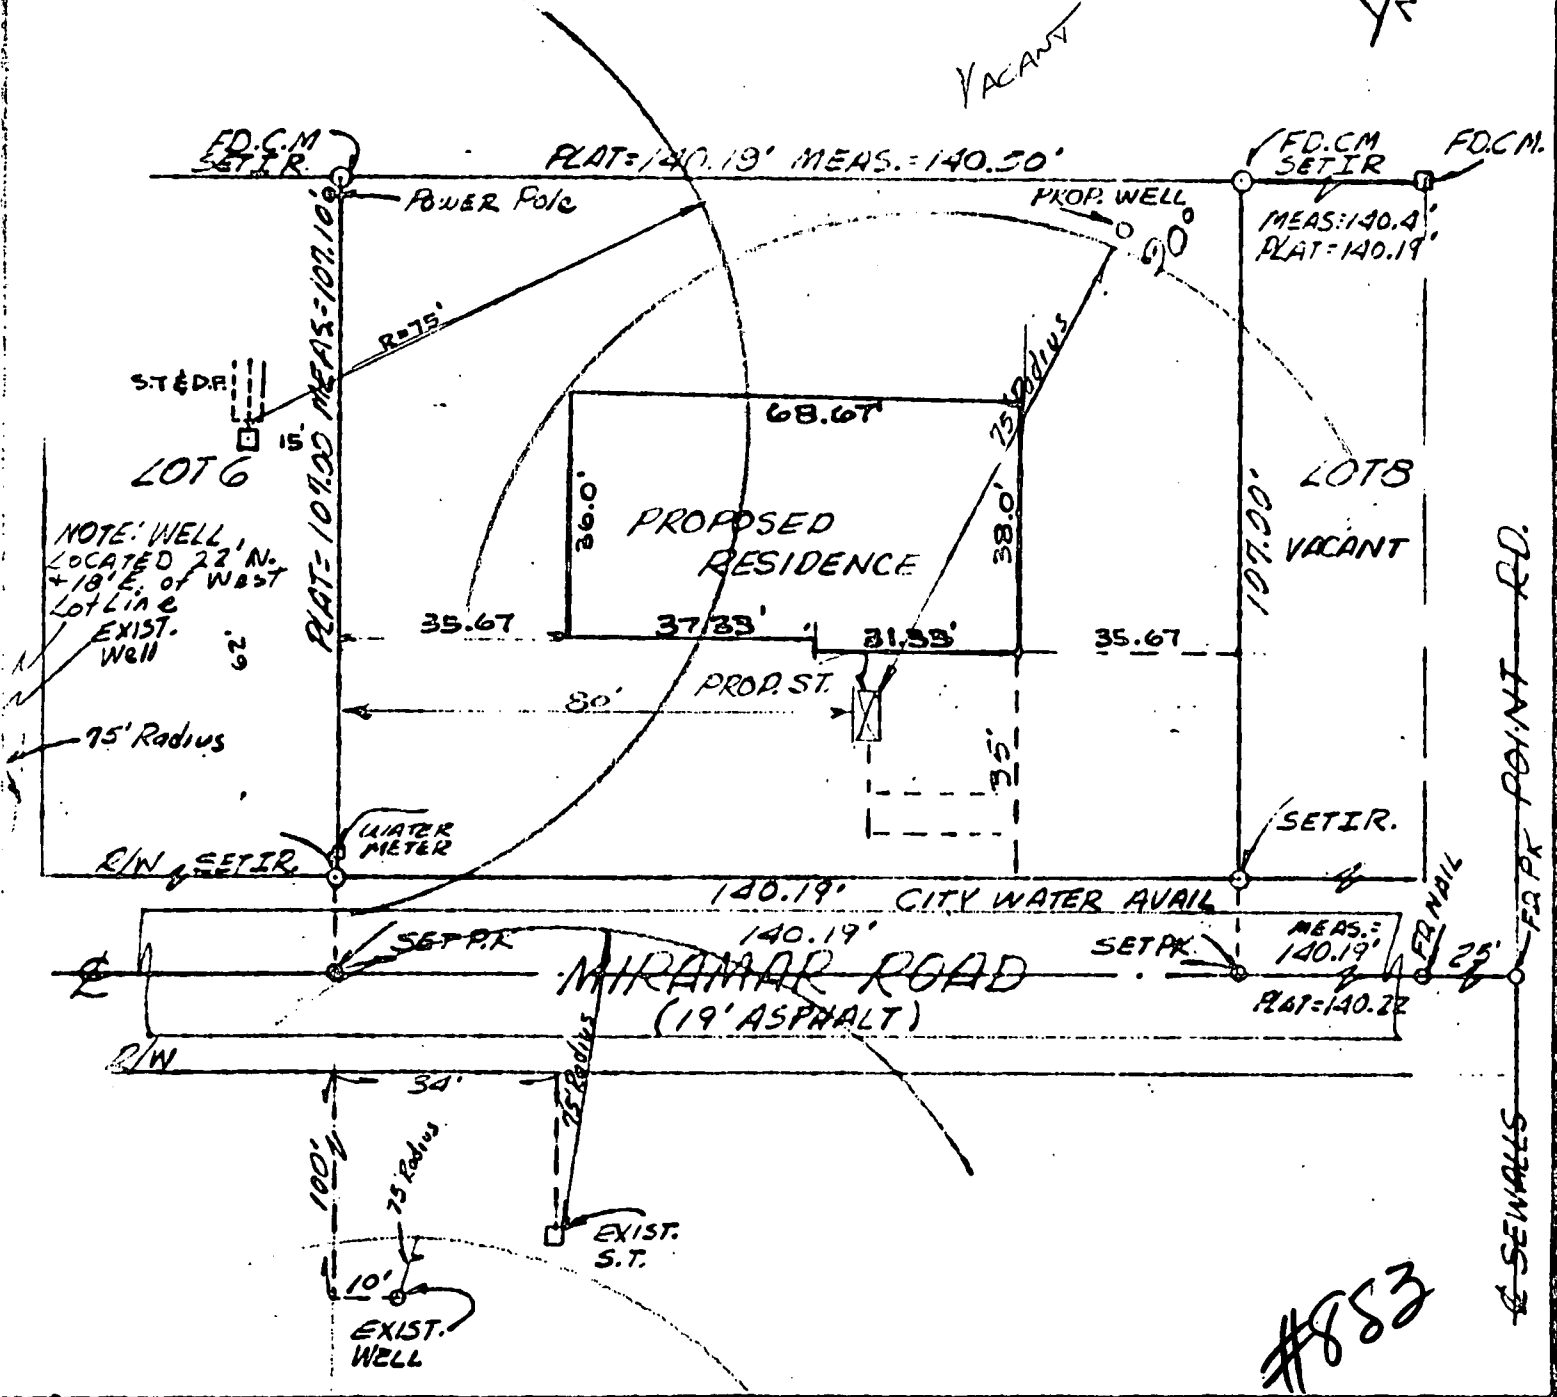 VACANT
FD.C.M
SET I.R.
PLAT=140.19' MEAS.=140.50'
FD.CM
SET IR
FD.C.M.
POWER Pole
PROP. WELL
90°
MEAS:140.4'
PLAT=140.19'
R=75'
PLAT= 107.00 MEAS.=107.10'
S.T & D.F.
15'
75' Radius
68.67'
LOT 6
LOT 8
36.0'
38.0'
107.00'
PROPOSED
RESIDENCE
VACANT
NOTE: WELL
LOCATED 22' N.
+ 18' E. of WEST
Lot Line
EXIST.
Well
62'
35.67
37.33'
31.33'
35.67
PROP. S.T.
80'
75' Radius
35'
WATER
METER
SET I.R.
R/W SET I.R.
140.19' CITY WATER AVAIL
SET P.K
140.19'
SET P.K.
MEAS.=
140.19'
FD NAIL
25'
FD PK
℄
MIRAMAR ROAD
(19' ASPHALT)
PLAT=140.22
R/W
34'
75' Radius
100'
75' Radius
EXIST.
S.T.
10'
EXIST.
WELL
℄ SEWALLS POINT RD.
#883